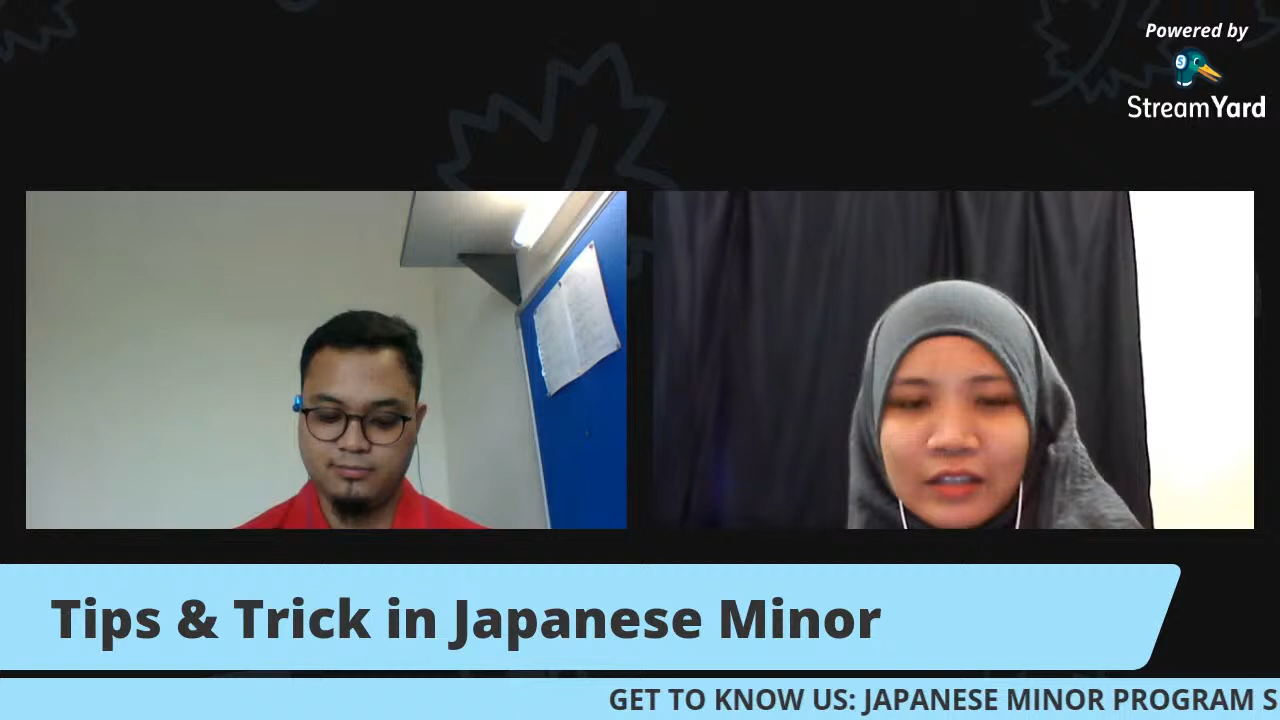 Powered by
StreamYard
Tips & Trick in Japanese Minor
GET TO KNOW US: JAPANESE MINOR PROGRAM S